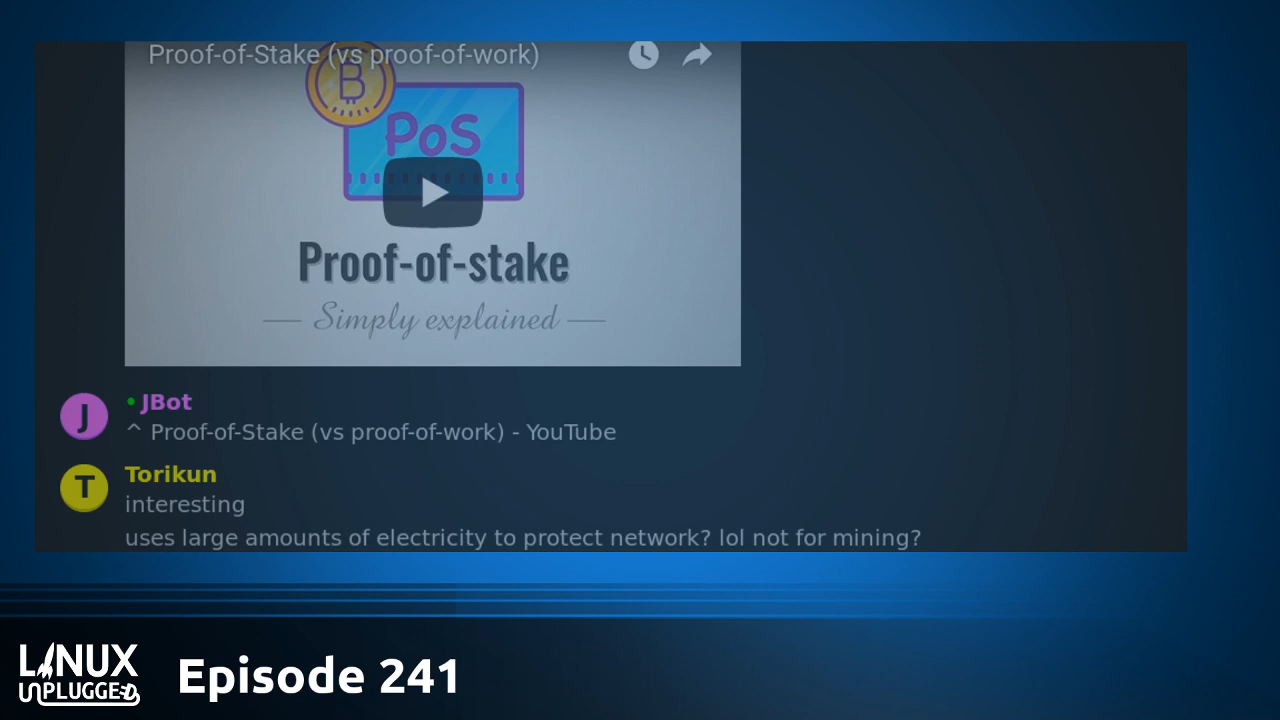 Proof-of-Stake (vs proof-of-work)
B
PoS
Proof-of-stake
Simply explained
J
• JBot
^ Proof-of-Stake (vs proof-of-work) - YouTube
T
Torikun
interesting
uses large amounts of electricity to protect network? lol not for mining?
LINUX
UNPLUGGED
Episode 241